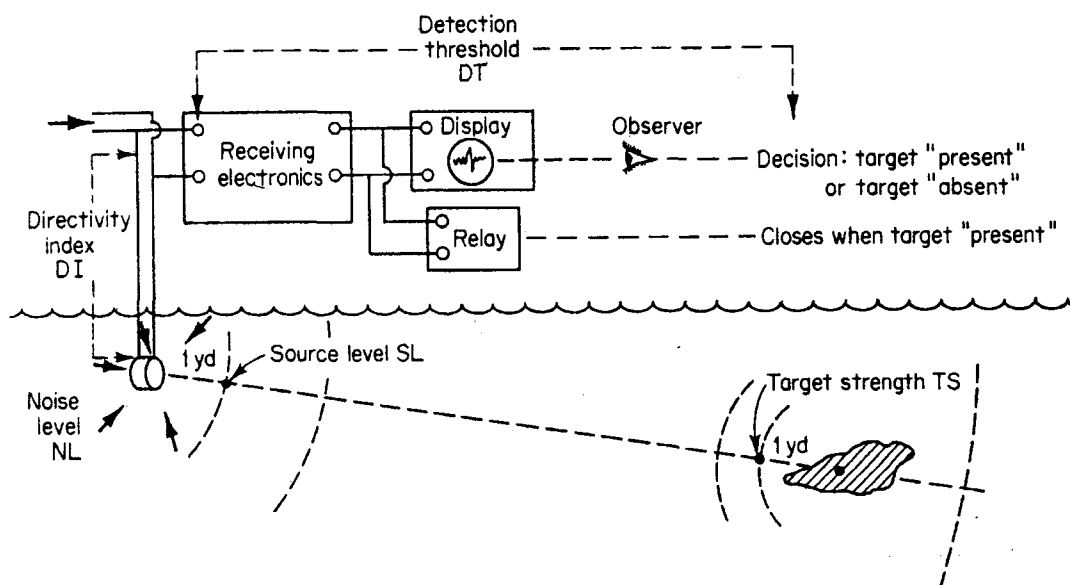 Detection
threshold
DT
Receiving
electronics
Display
Observer
Decision: target "present"
or target "absent"
Directivity
index
DI
Relay
Closes when target "present"
1 yd
Source level SL
Target strength TS
Noise
level
NL
1 yd